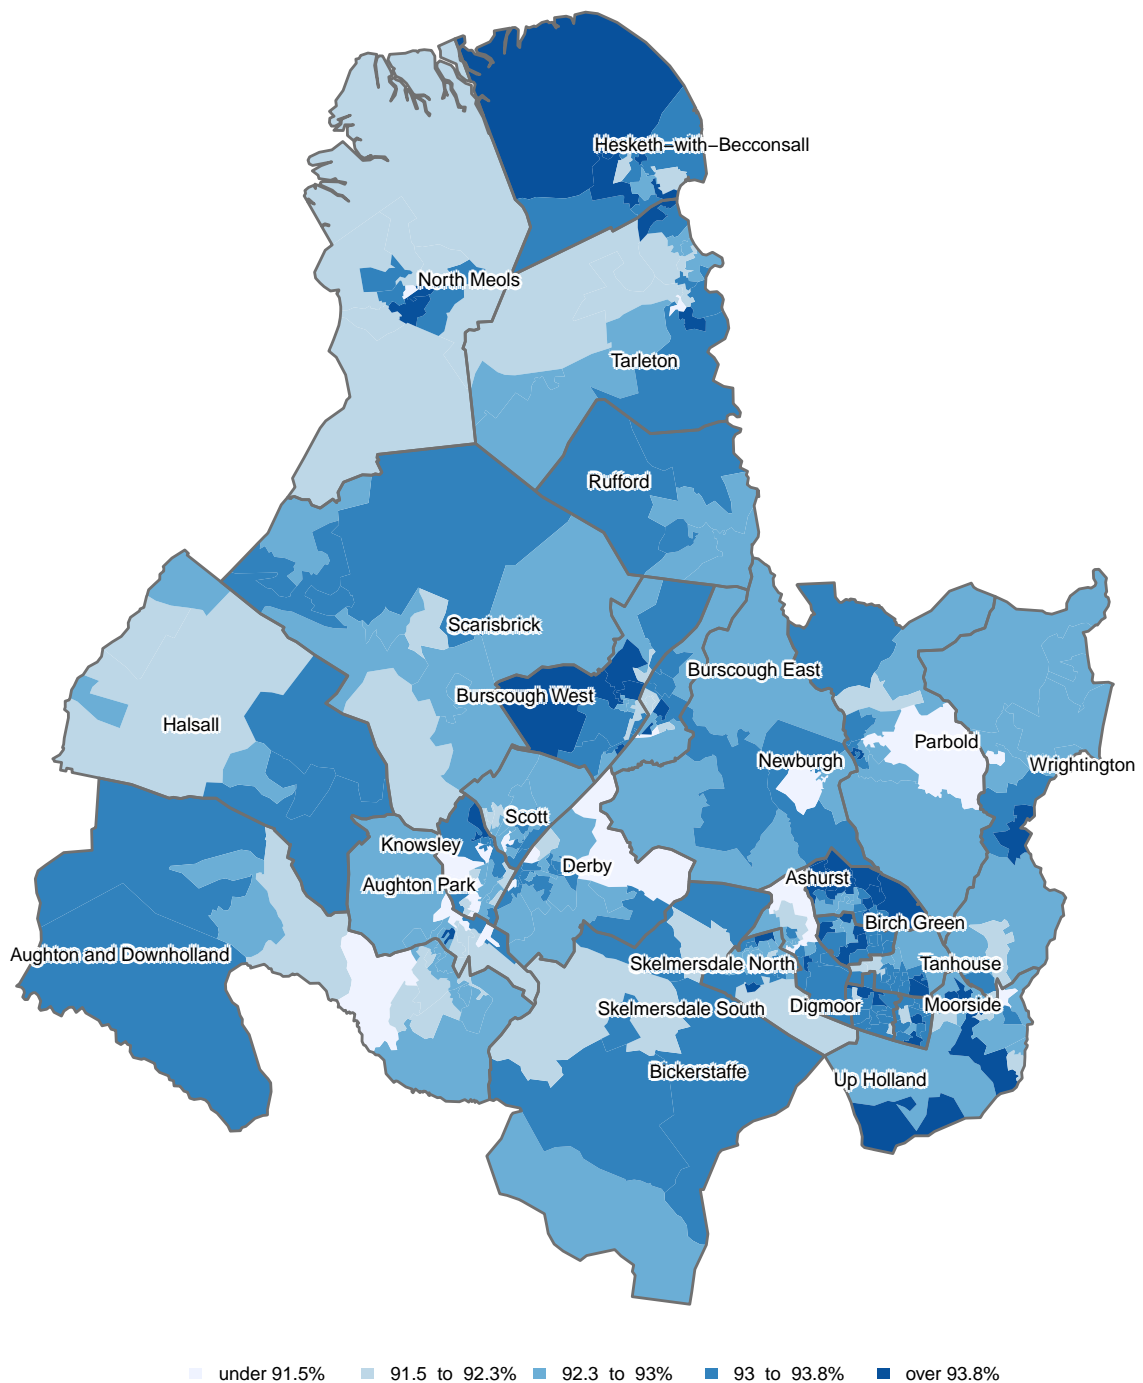 Hesketh−with−Becconsall
North Meols
Tarleton
Rufford
Scarisbrick
Burscough East
Burscough West
Halsall
Parbold
Newburgh
Wrightington
Scott
Knowsley
Derby
Ashurst
Aughton Park
Birch Green
Aughton and Downholland
Skelmersdale North
Tanhouse
Skelmersdale South
Digmoor
Moorside
Bickerstaffe
Up Holland
under 91.5% 91.5 to 92.3% 92.3 to 93% 93 to 93.8% over 93.8%